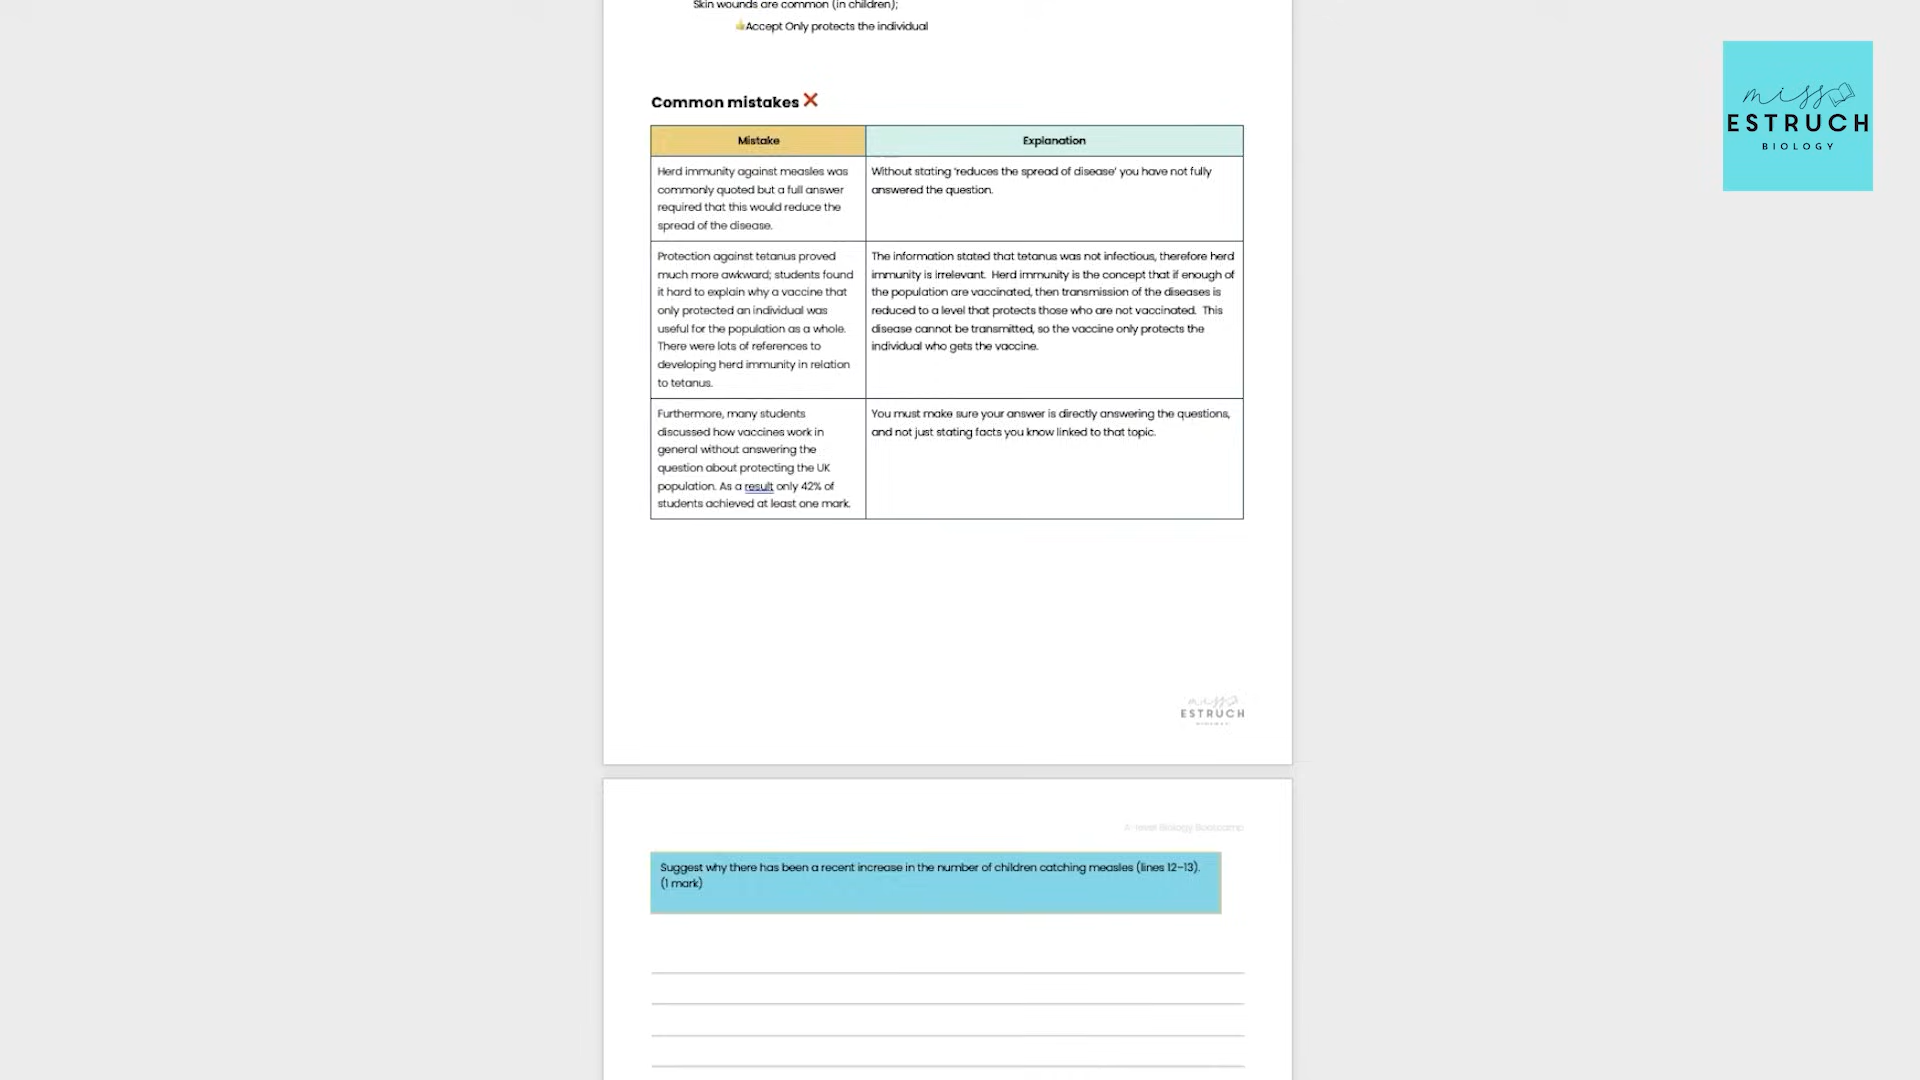 Skin wounds are common (in children);
Accept Only protects the individual
Common mistakes
Mistake
Explanation
Herd immunity against measles was
commonly quoted but a full answer
required that this would reduce the
spread of the disease.
Without stating 'reduces the spread of disease' you have not fully
answered the question.
Protection against tetanus proved
much more awkward; students found
it hard to explain why a vaccine that
only protected an individual was
useful for the population as a whole.
There were lots of references to
developing herd immunity in relation
to tetanus.
The information stated that tetanus was not infectious, therefore herd
immunity is irrelevant. Herd immunity is the concept that if enough of
the population are vaccinated, then transmission of the diseases is
reduced to a level that protects those who are not vaccinated. This
disease cannot be transmitted, so the vaccine only protects the
individual who gets the vaccine.
Furthermore, many students
discussed how vaccines work in
general without answering the
question about protecting the UK
population. As a result only 42% of
students achieved at least one mark.
You must make sure your answer is directly answering the questions,
and not just stating facts you know linked to that topic.
miss
ESTRUCH
A-level Biology Bootcamp
Suggest why there has been a recent increase in the number of children catching measles (lines 12–13).
(1 mark)
miss
ESTRUCH
BIOLOGY